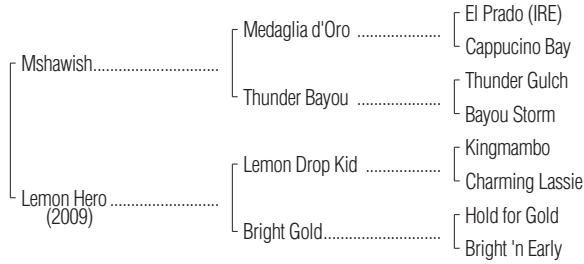 El Prado (IRE)
Medaglia d'Oro ....................
Cappucino Bay
Mshawish.............................
Thunder Gulch
Thunder Bayou .....................
Bayou Storm
Kingmambo
Lemon Drop Kid ..................
Charming Lassie
Lemon Hero .........................
(2009)
Hold for Gold
Bright Gold...........................
Bright 'n Early